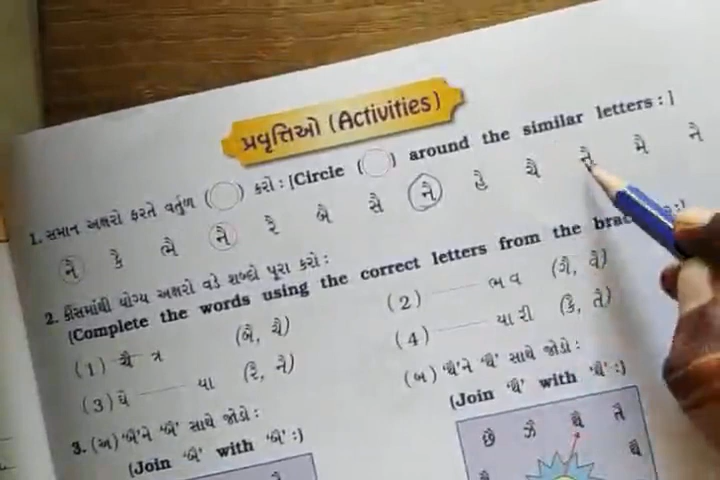 પ્રવૃત્તિઓ (Activities)
1. સમાન અક્ષરો ફરતે વર્તુળ ( ) કરો : [Circle ( ) around the similar letters : ]
નૈ કૈ ભૈ નૈ રૈ બૈ સૈ નૈ હૈ ચૈ નૈ મૈ નૈ
2. કૌંસમાંથી યોગ્ય અક્ષરો વડે શબ્દો પૂરા કરો :
[Complete the words using the correct letters from the
(1) ચૈ ત્ર (બૈ, ચૈ) (2) ભ વ (ગૈ, વૈ)
(3) ધૈ યા (રૈ, નૈ) (4) યા રી (કૈ, તૈ)
3. (અ) ‘બૈ’ને ‘બૈ’ સાથે જોડો :
[Join ‘બૈ’ with ‘બૈ’ :]
(બ) ‘થૈ’ને ‘થૈ’ સાથે જોડો :
[Join ‘થૈ’ with ‘થૈ’ :]
છૈ ઝૈ થૈ તૈ
થૈ